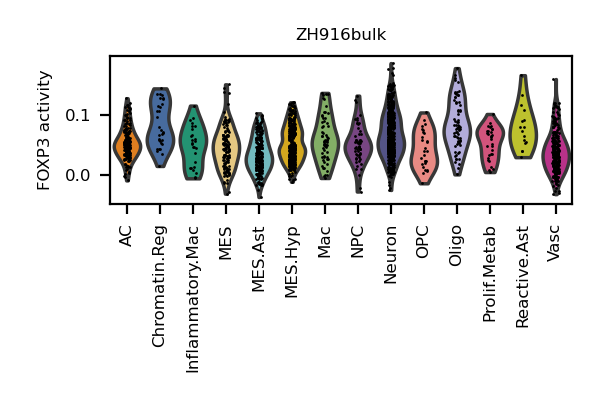 ZH916bulk
FOXP3 activity
0.1
0.0
AC
Chromatin.Reg
Inflammatory.Mac
MES
MES.Ast
MES.Hyp
Mac
NPC
Neuron
OPC
Oligo
Prolif.Metab
Reactive.Ast
Vasc